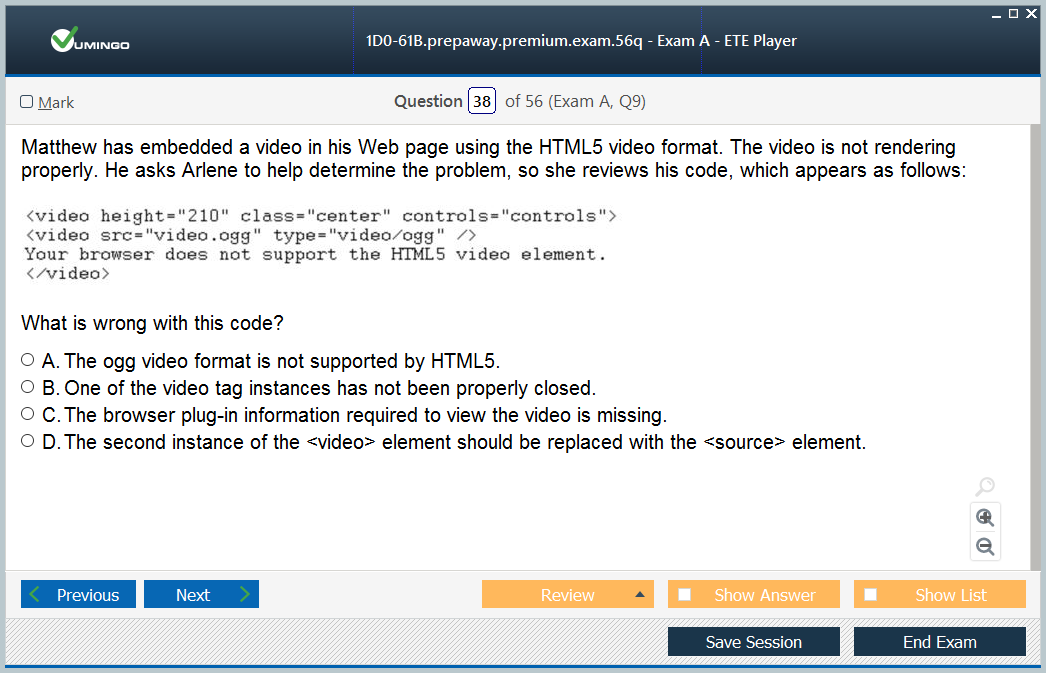 VUMINGO
1D0-61B.prepaway.premium.exam.56q - Exam A - ETE Player
Mark
Question 38 of 56 (Exam A, Q9)
Matthew has embedded a video in his Web page using the HTML5 video format. The video is not rendering
properly. He asks Arlene to help determine the problem, so she reviews his code, which appears as follows:
<video height="210" class="center" controls="controls">
<video src="video.ogg" type="video/ogg" />
Your browser does not support the HTML5 video element.
</video>
What is wrong with this code?
A. The ogg video format is not supported by HTML5.
B. One of the video tag instances has not been properly closed.
C. The browser plug-in information required to view the video is missing.
D. The second instance of the <video> element should be replaced with the <source> element.
Previous
Next
Review
Show Answer
Show List
Save Session
End Exam